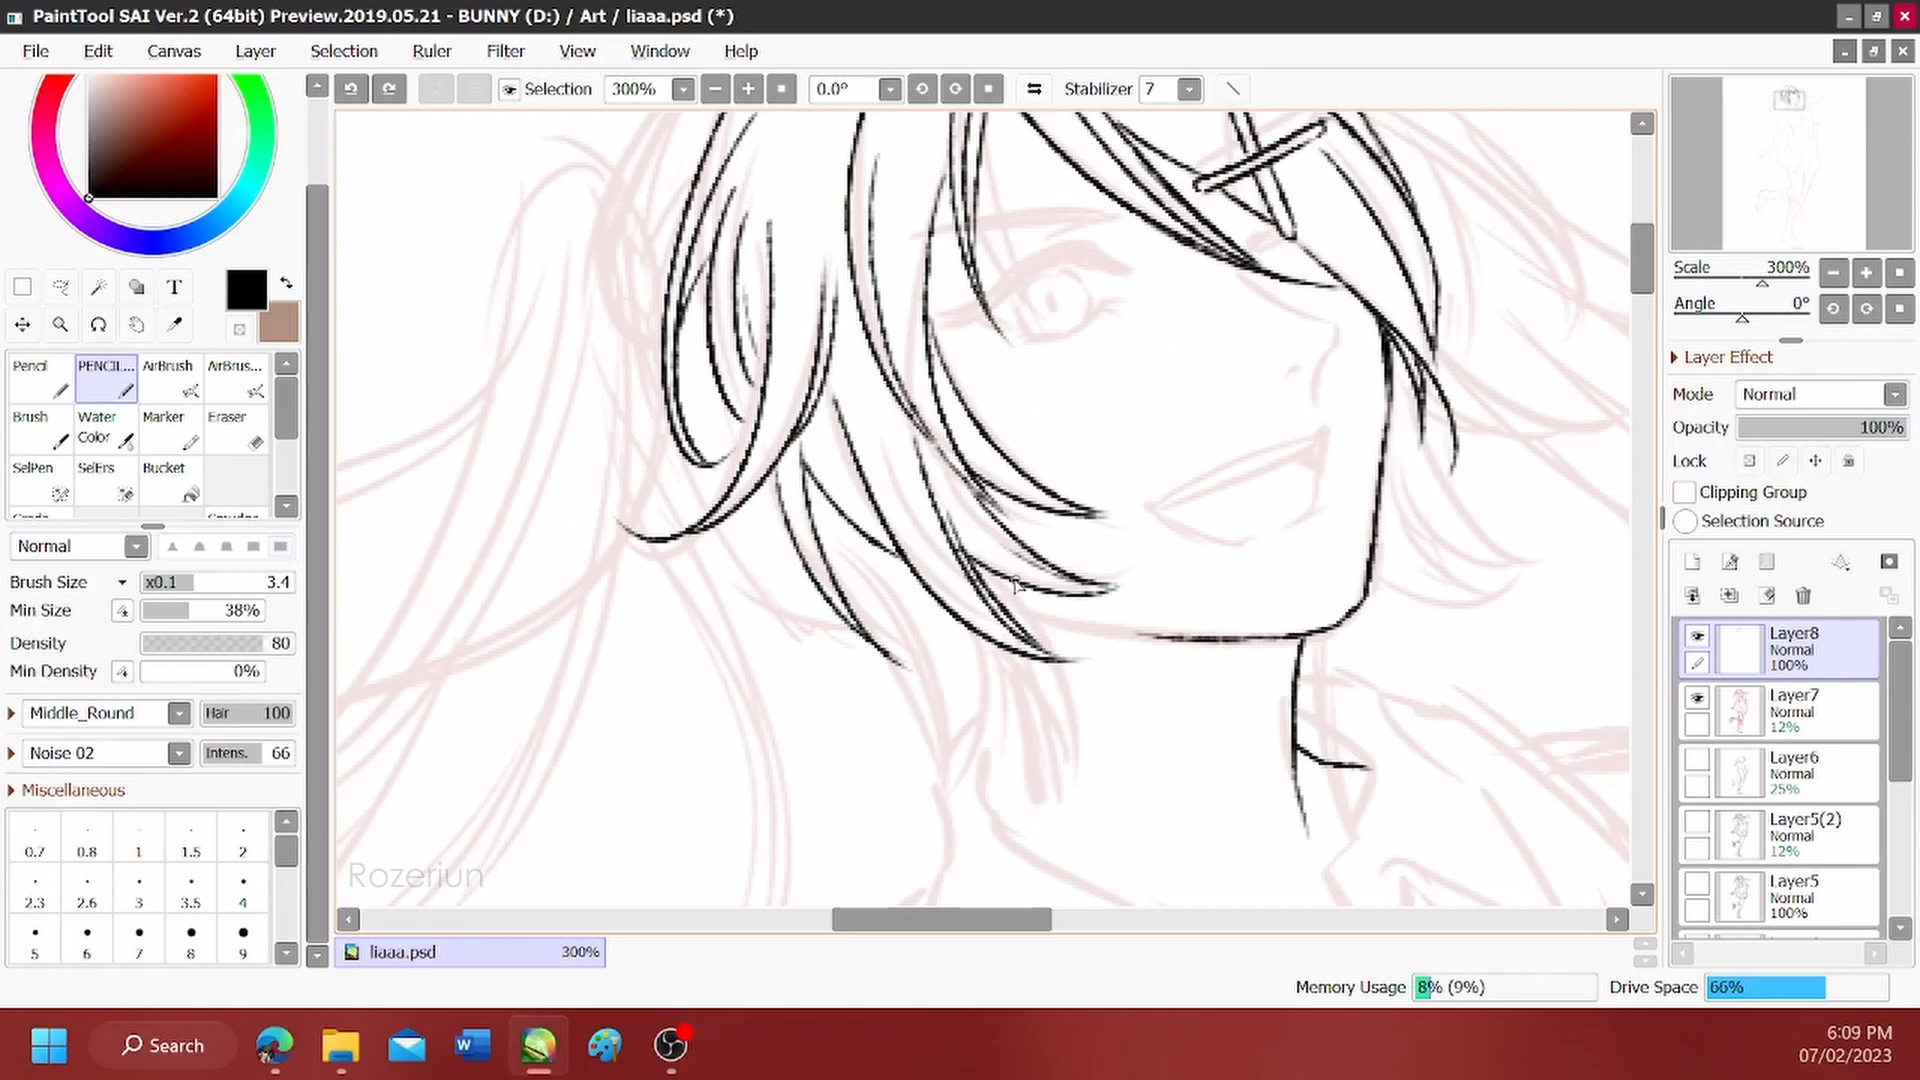 PaintTool SAI Ver.2 (64bit) Preview.2019.05.21 - BUNNY (D:) / Art / liaaa.psd (*)
File Edit Canvas Layer Selection Ruler Filter View Window Help
Selection 300% 0.0° Stabilizer 7
T
Scale 300%
Angle 0°
Layer Effect
Mode Normal
Opacity 100%
Lock
Clipping Group
Selection Source
Pencil PENCIL... ArBrush ArBrus...
Brush Water Color Marker Eraser
SelPen SelErs Bucket
Normal
Brush Size x0.1 3.4
Min Size 38%
Density 80
Min Density 0%
Middle_Round Hair 100
Noise 02 Intens. 66
Miscellaneous
0.7 0.8 1 1.5 2
2.3 2.6 3 3.5 4
5 6 7 8 9
Layer8
Normal
100%
Layer7
Normal
12%
Layer6
Normal
25%
Layer5(2)
Normal
12%
Layer5
Normal
100%
Rozeriun
liaaa.psd 300%
Memory Usage 8% (9%) Drive Space 66%
Search
6:09 PM
07/02/2023